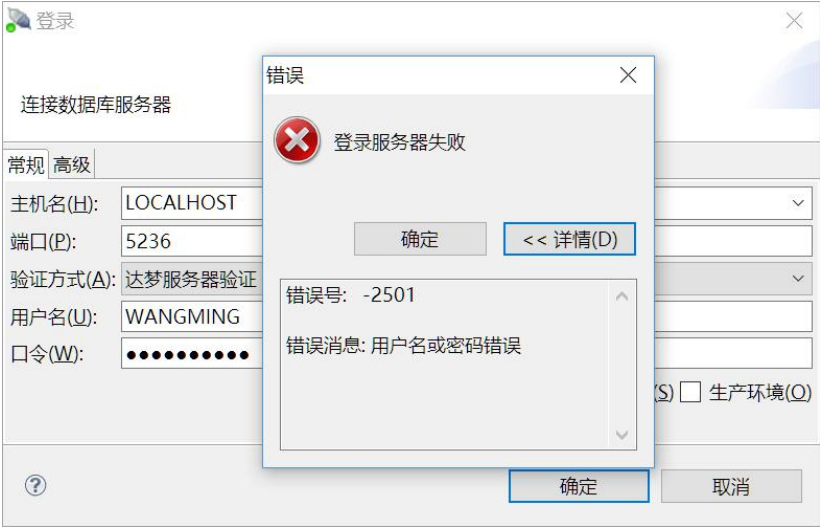 登录
连接数据库服务器
常规 高级
主机名(H): LOCALHOST
端口(P): 5236
验证方式(A): 达梦服务器验证
用户名(U): WANGMING
口令(W): ●●●●●●●●●●
(S) 生产环境(O)
确定 取消
错误
登录服务器失败
确定 << 详情(D)
错误号: -2501
错误消息: 用户名或密码错误